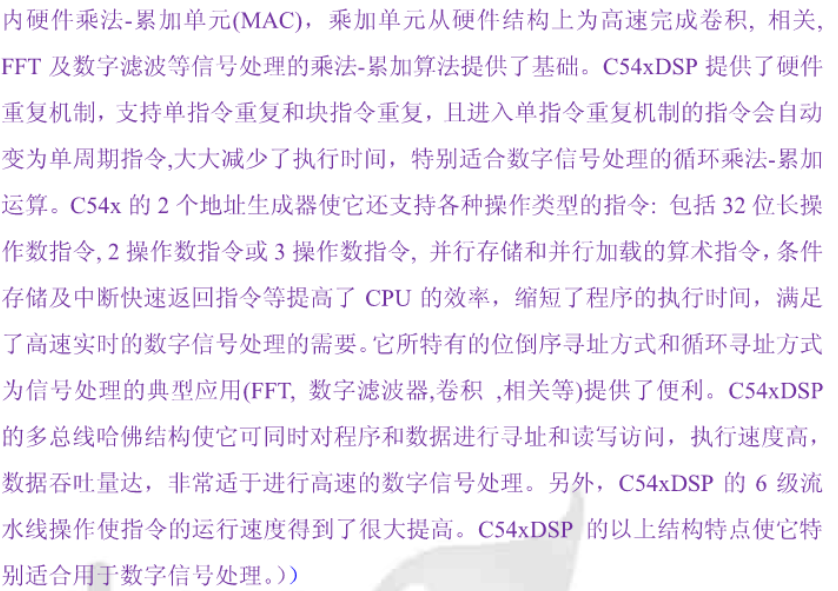 内硬件乘法-累加单元(MAC)，乘加单元从硬件结构上为高速完成卷积, 相关,
FFT 及数字滤波等信号处理的乘法-累加算法提供了基础。C54xDSP 提供了硬件
重复机制，支持单指令重复和块指令重复，且进入单指令重复机制的指令会自动
变为单周期指令,大大减少了执行时间，特别适合数字信号处理的循环乘法-累加
运算。C54x 的 2 个地址生成器使它还支持各种操作类型的指令: 包括 32 位长操
作数指令, 2 操作数指令或 3 操作数指令, 并行存储和并行加载的算术指令，条件
存储及中断快速返回指令等提高了 CPU 的效率，缩短了程序的执行时间，满足
了高速实时的数字信号处理的需要。它所特有的位倒序寻址方式和循环寻址方式
为信号处理的典型应用(FFT, 数字滤波器,卷积 ,相关等)提供了便利。C54xDSP
的多总线哈佛结构使它可同时对程序和数据进行寻址和读写访问，执行速度高，
数据吞吐量达，非常适于进行高速的数字信号处理。另外，C54xDSP 的 6 级流
水线操作使指令的运行速度得到了很大提高。C54xDSP 的以上结构特点使它特
别适合用于数字信号处理。)）